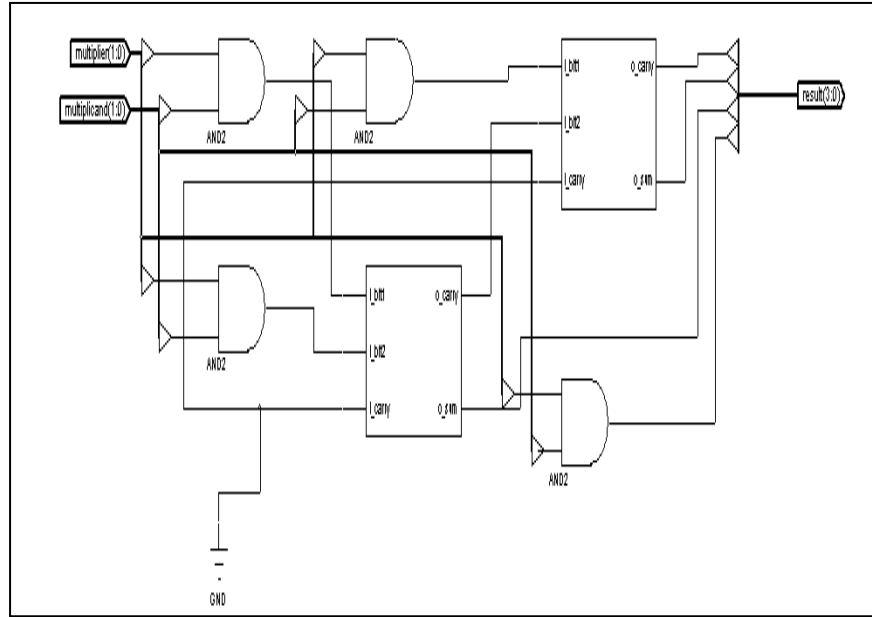 multiplier(1:0)
multiplicand(1:0)
AND2
AND2
I_bit1
o_carry
I_bit2
I_carry
o_sum
result(3:0)
AND2
I_bit1
o_carry
I_bit2
I_carry
o_sum
AND2
GND